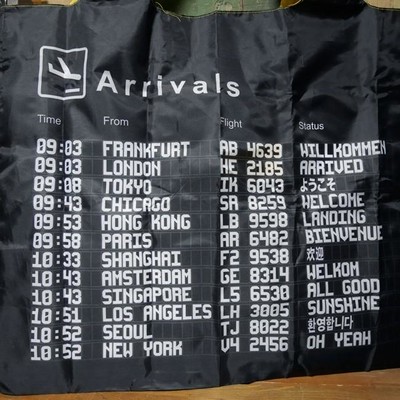 Arrivals
Time From Flight Status
09:03 FRANKFURT AB 4639 WILLKOMMEN
09:03 LONDON HE 2185 ARRIVED
09:08 TOKYO IK 6043 ようこそ
09:43 CHICAGO SR 8259 WELCOME
09:53 HONG KONG LB 9598 LANDING
09:58 PARIS AR 6482 BIENVENUE
10:33 SHANGHAI F2 9538 欢迎
10:43 AMSTERDAM GE 8314 WELKOM
10:43 SINGAPORE L5 6530 ALL GOOD
10:51 LOS ANGELES LH 3005 SUNSHINE
10:52 SEOUL TJ 8022 환영합니다
10:52 NEW YORK V4 2456 OH YEAH